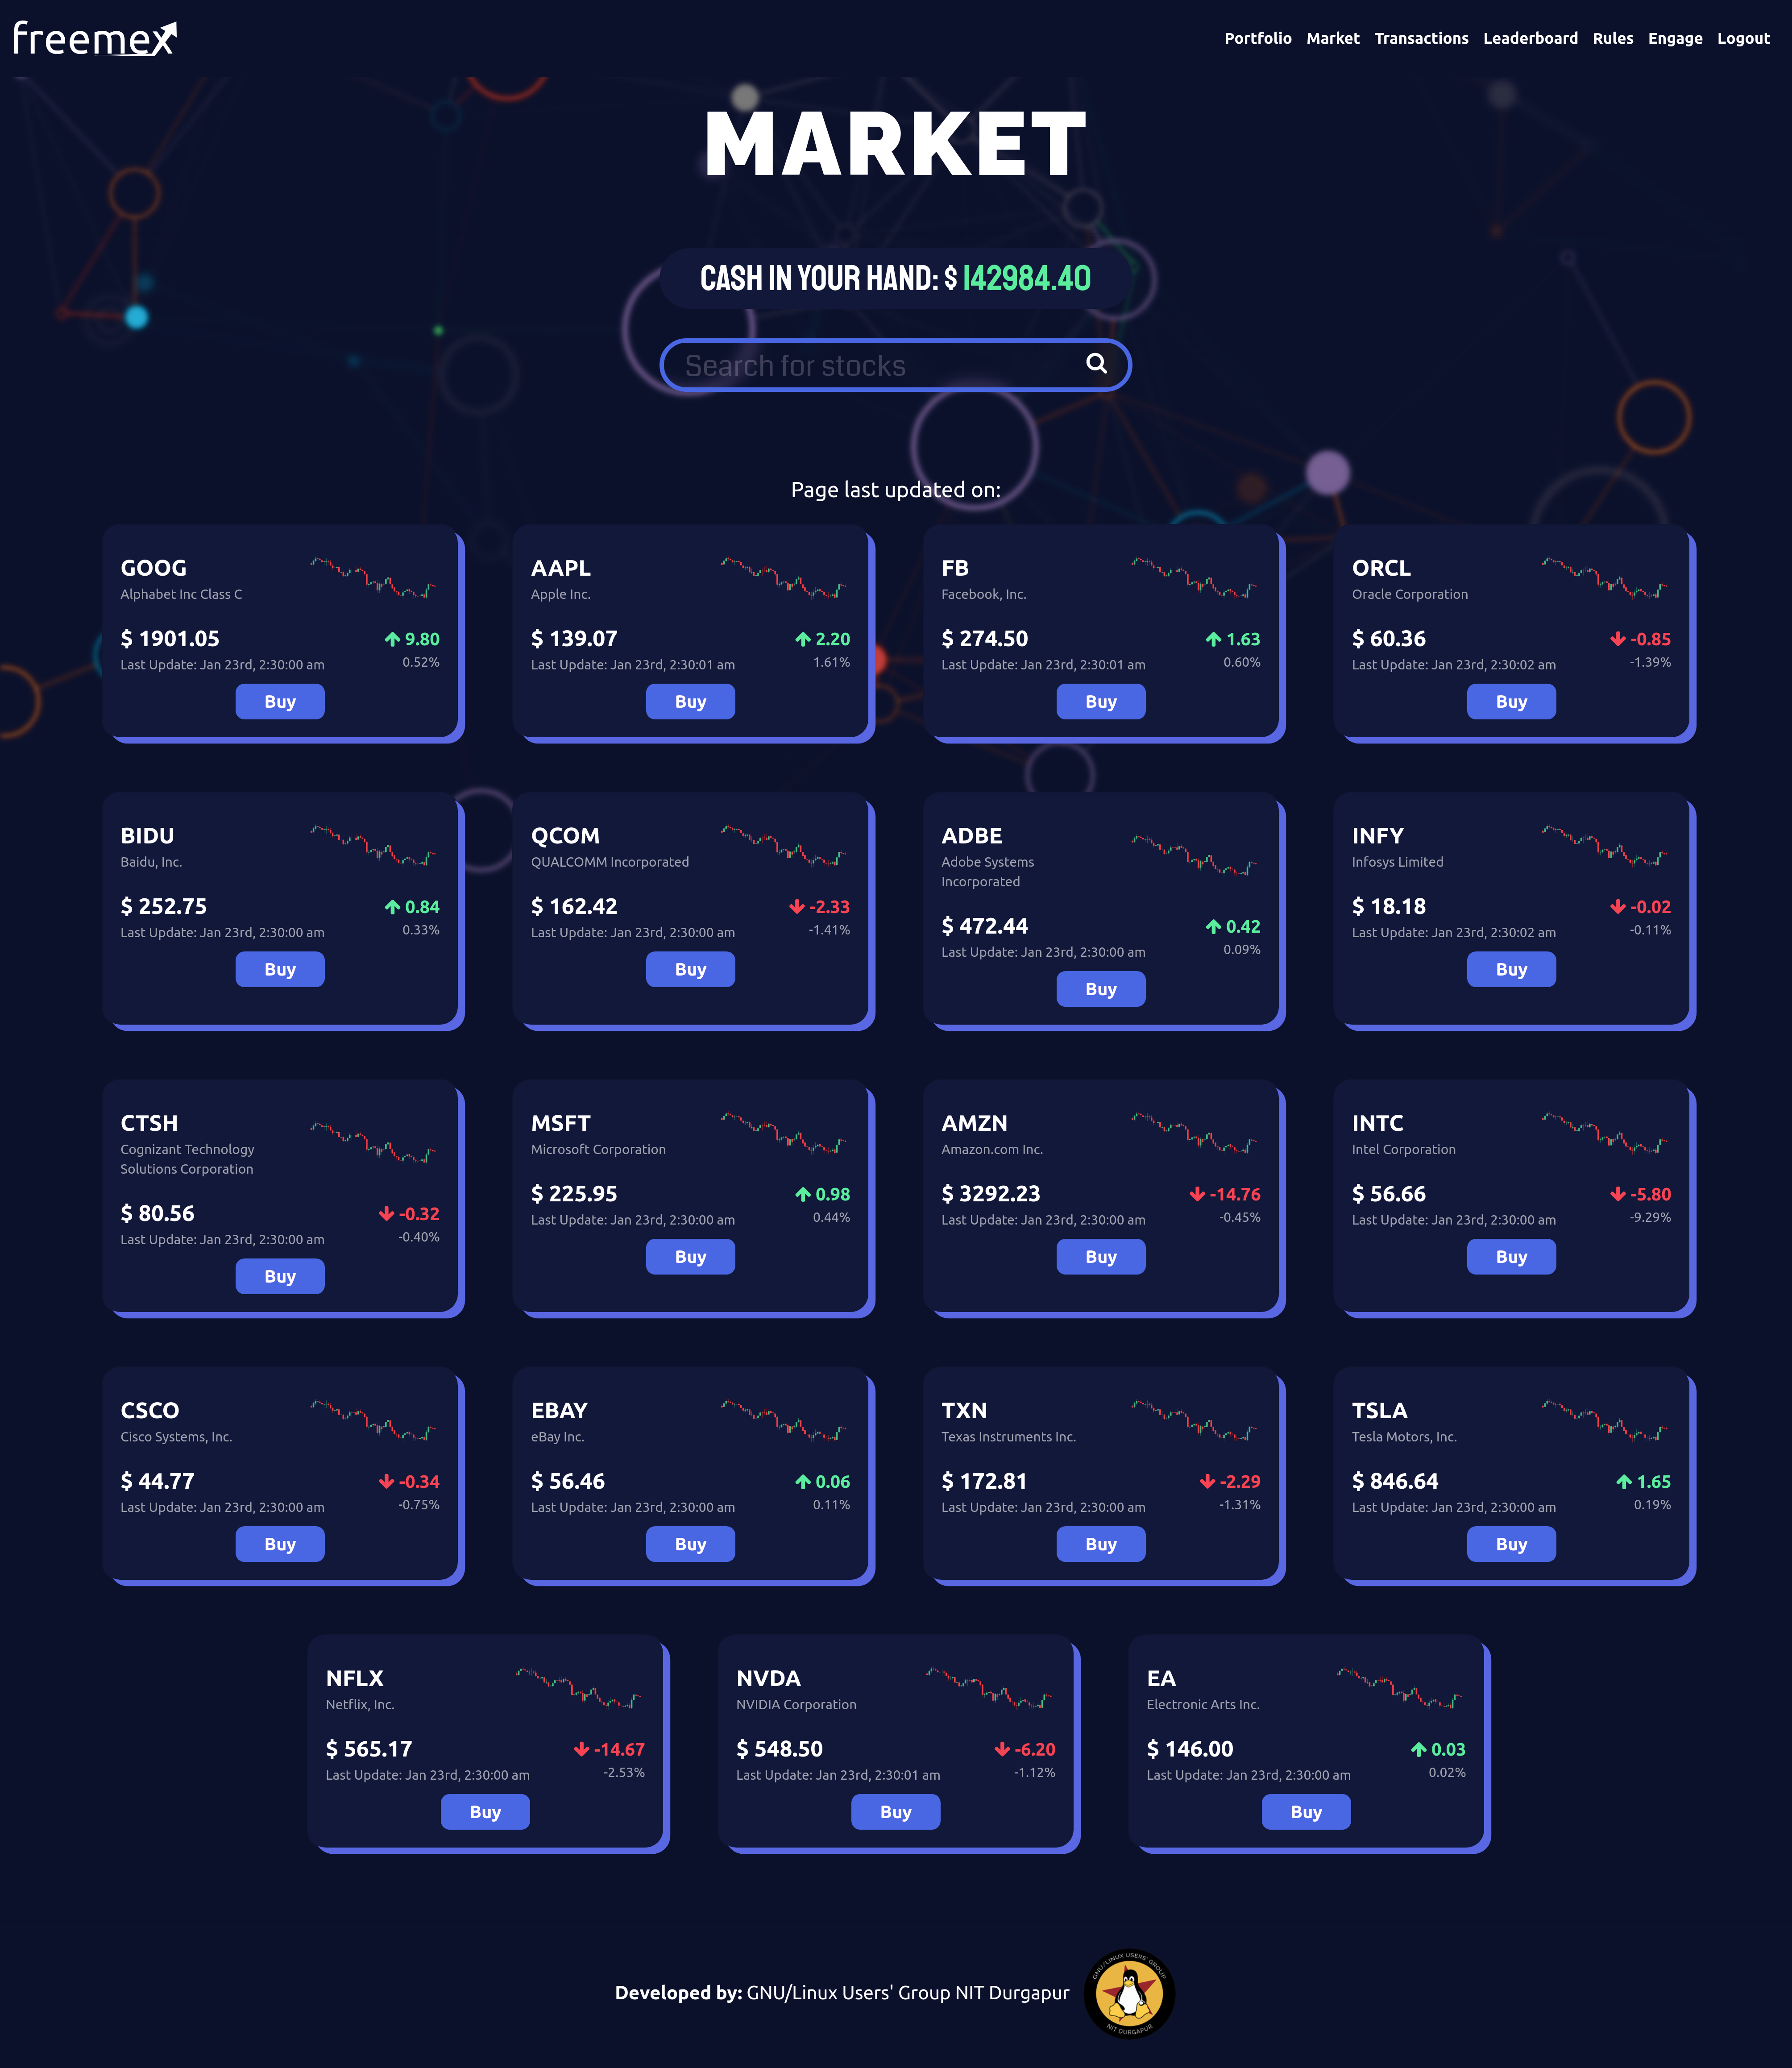 freemex
Portfolio Market Transactions Leaderboard Rules Engage Logout
MARKET
CASH IN YOUR HAND: $ 142984.40
Search for stocks
Page last updated on:
GOOG
Alphabet Inc Class C
$ 1901.05
9.80
Last Update: Jan 23rd, 2:30:00 am
0.52%
Buy
AAPL
Apple Inc.
$ 139.07
2.20
Last Update: Jan 23rd, 2:30:01 am
1.61%
Buy
FB
Facebook, Inc.
$ 274.50
1.63
Last Update: Jan 23rd, 2:30:01 am
0.60%
Buy
ORCL
Oracle Corporation
$ 60.36
-0.85
Last Update: Jan 23rd, 2:30:02 am
-1.39%
Buy
BIDU
Baidu, Inc.
$ 252.75
0.84
Last Update: Jan 23rd, 2:30:00 am
0.33%
Buy
QCOM
QUALCOMM Incorporated
$ 162.42
-2.33
Last Update: Jan 23rd, 2:30:00 am
-1.41%
Buy
ADBE
Adobe Systems
Incorporated
$ 472.44
0.42
Last Update: Jan 23rd, 2:30:00 am
0.09%
Buy
INFY
Infosys Limited
$ 18.18
-0.02
Last Update: Jan 23rd, 2:30:02 am
-0.11%
Buy
CTSH
Cognizant Technology
Solutions Corporation
$ 80.56
-0.32
Last Update: Jan 23rd, 2:30:00 am
-0.40%
Buy
MSFT
Microsoft Corporation
$ 225.95
0.98
Last Update: Jan 23rd, 2:30:00 am
0.44%
Buy
AMZN
Amazon.com Inc.
$ 3292.23
-14.76
Last Update: Jan 23rd, 2:30:00 am
-0.45%
Buy
INTC
Intel Corporation
$ 56.66
-5.80
Last Update: Jan 23rd, 2:30:00 am
-9.29%
Buy
CSCO
Cisco Systems, Inc.
$ 44.77
-0.34
Last Update: Jan 23rd, 2:30:00 am
-0.75%
Buy
EBAY
eBay Inc.
$ 56.46
0.06
Last Update: Jan 23rd, 2:30:00 am
0.11%
Buy
TXN
Texas Instruments Inc.
$ 172.81
-2.29
Last Update: Jan 23rd, 2:30:00 am
-1.31%
Buy
TSLA
Tesla Motors, Inc.
$ 846.64
1.65
Last Update: Jan 23rd, 2:30:00 am
0.19%
Buy
NFLX
Netflix, Inc.
$ 565.17
-14.67
Last Update: Jan 23rd, 2:30:00 am
-2.53%
Buy
NVDA
NVIDIA Corporation
$ 548.50
-6.20
Last Update: Jan 23rd, 2:30:01 am
-1.12%
Buy
EA
Electronic Arts Inc.
$ 146.00
0.03
Last Update: Jan 23rd, 2:30:00 am
0.02%
Buy
Developed by: GNU/Linux Users' Group NIT Durgapur
GNU/LINUX USERS' GROUP
NIT DURGAPUR